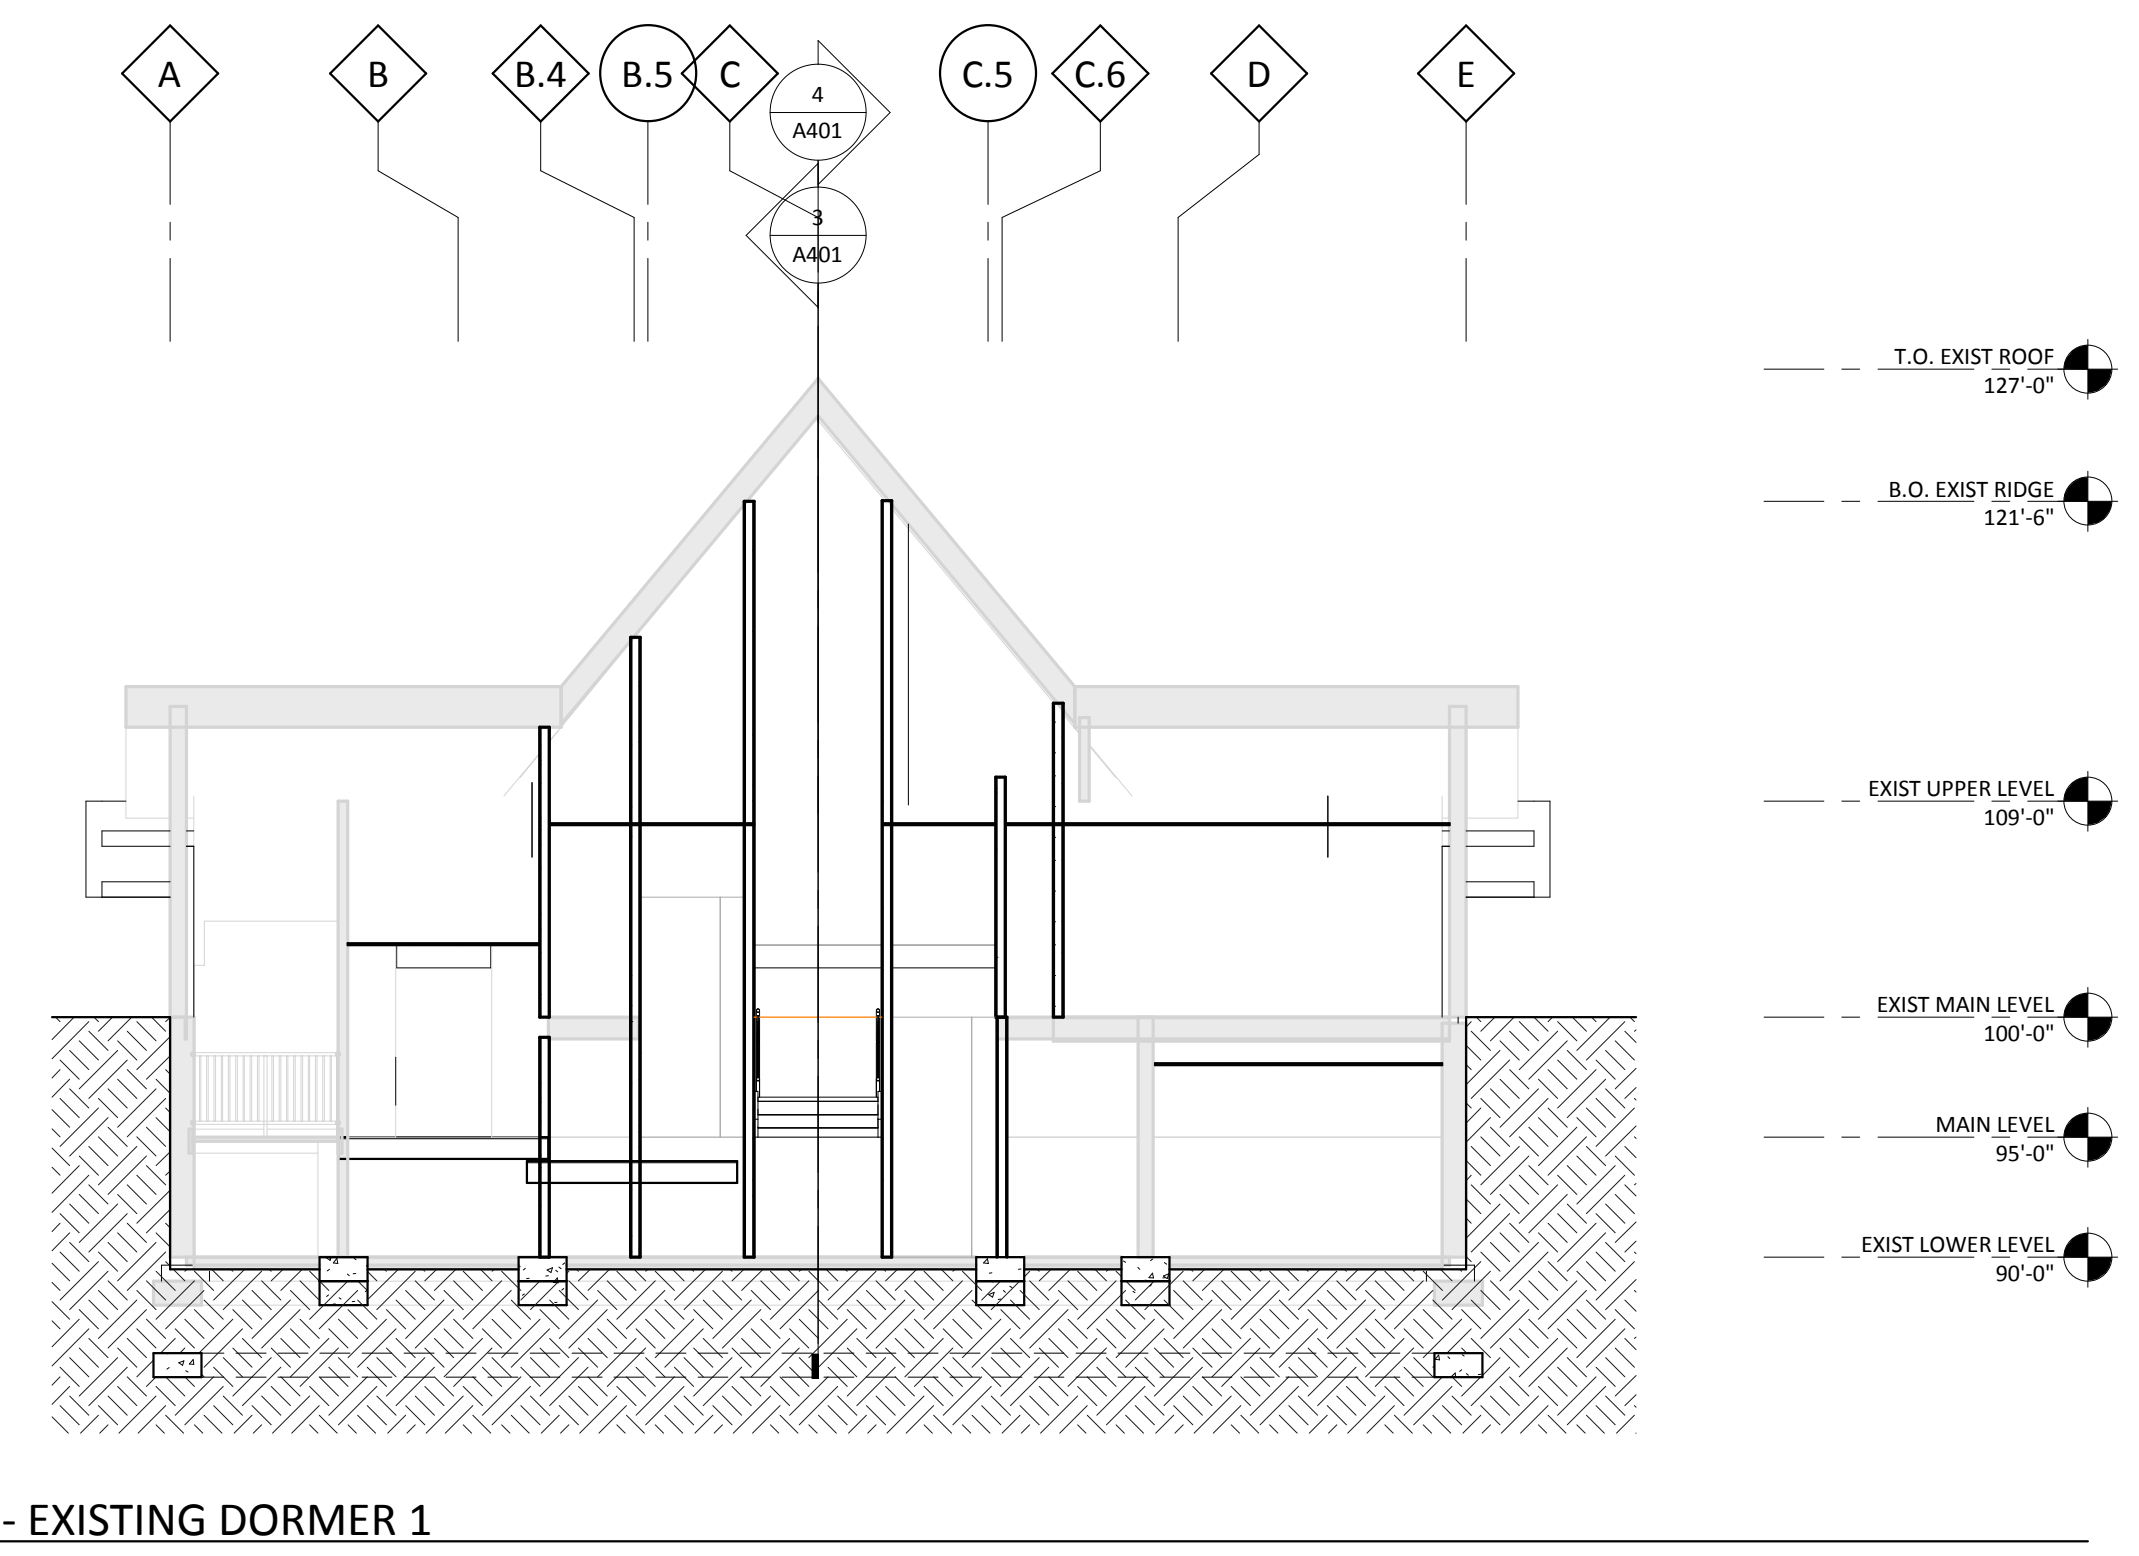 A
B
B.4
B.5
C
C.5
C.6
D
E
4
A401
3
A401
T.O. EXIST ROOF
127'-0"
B.O. EXIST RIDGE
121'-6"
EXIST UPPER LEVEL
109'-0"
EXIST MAIN LEVEL
100'-0"
MAIN LEVEL
95'-0"
EXIST LOWER LEVEL
90'-0"
- EXISTING DORMER 1